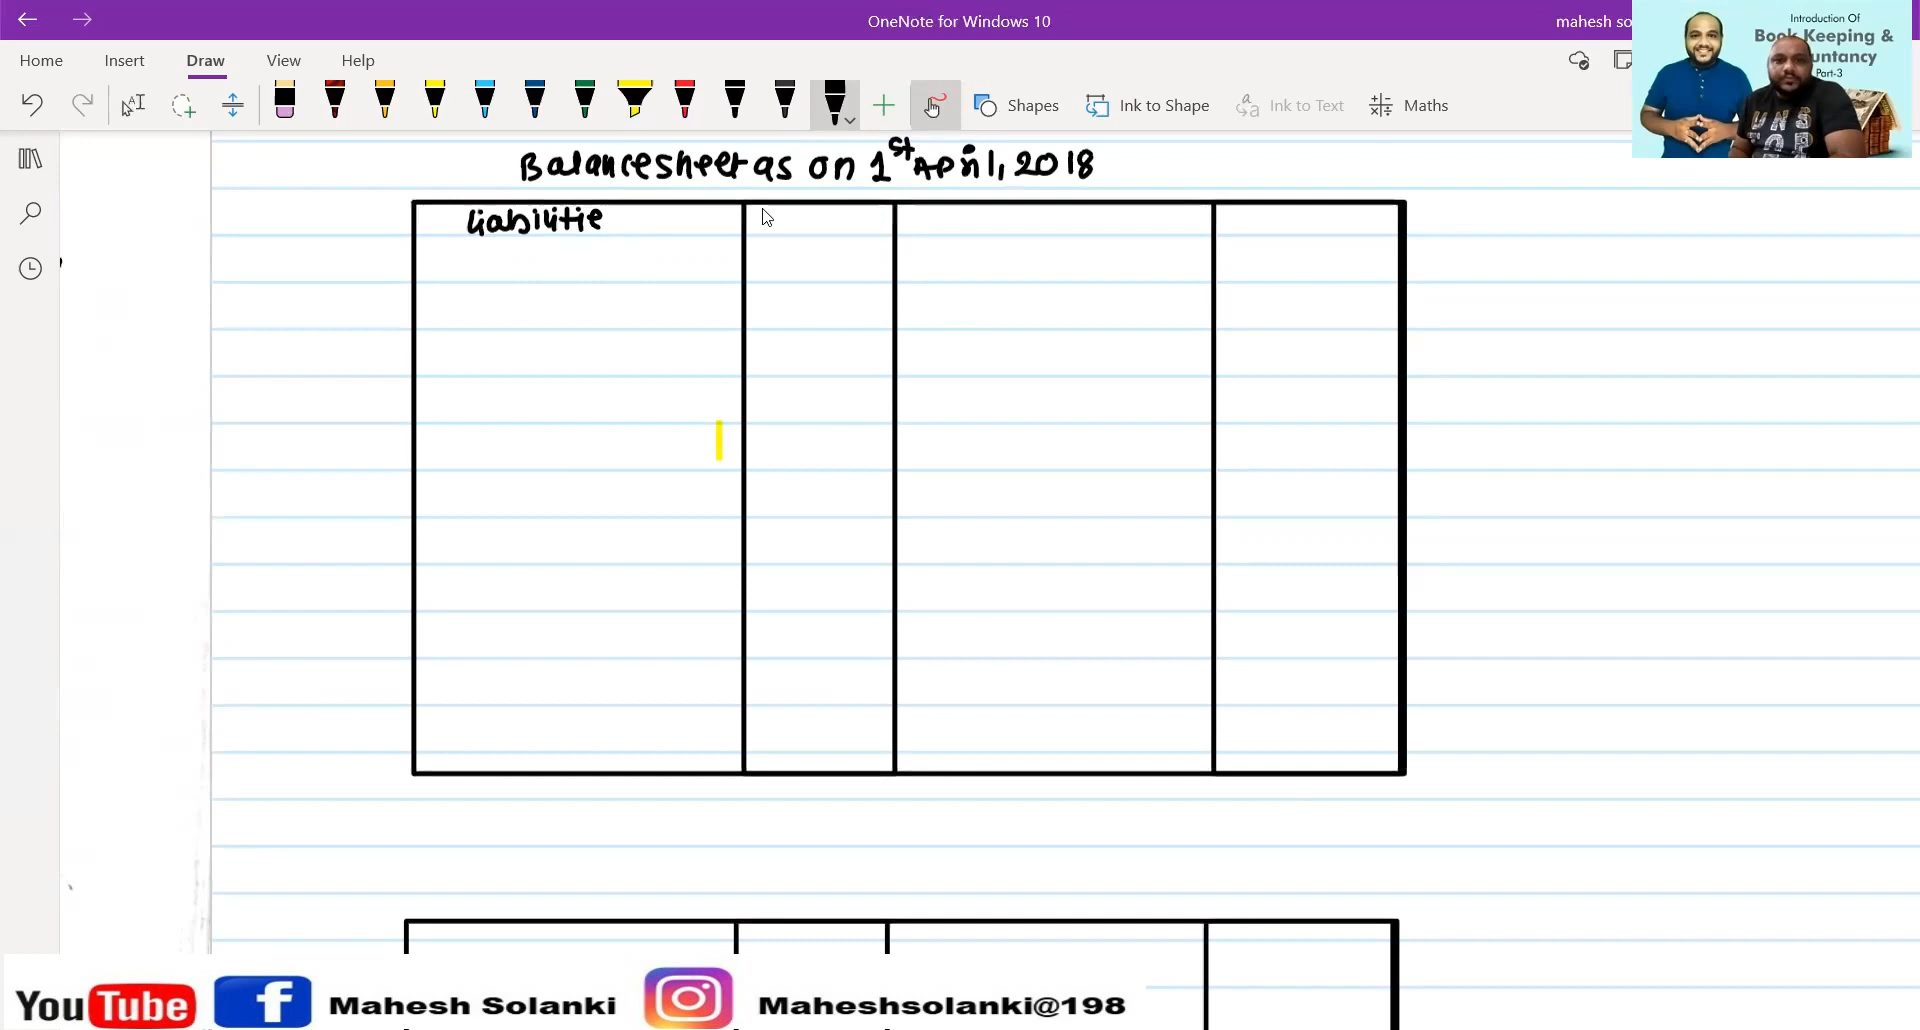 OneNote for Windows 10
mahesh so
Home Insert Draw View Help
Shapes Ink to Shape Ink to Text Maths
Introduction Of
Book Keeping &
untancy
Part-3
Balancesheet as on 1st April, 2018
Liabilitie
YouTube
f Mahesh Solanki
Maheshsolanki@198